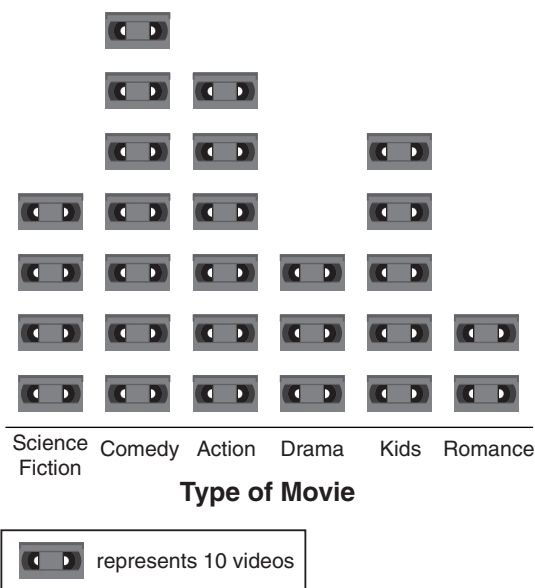 Science Comedy Action Drama Kids Romance
Fiction
Type of Movie
represents 10 videos